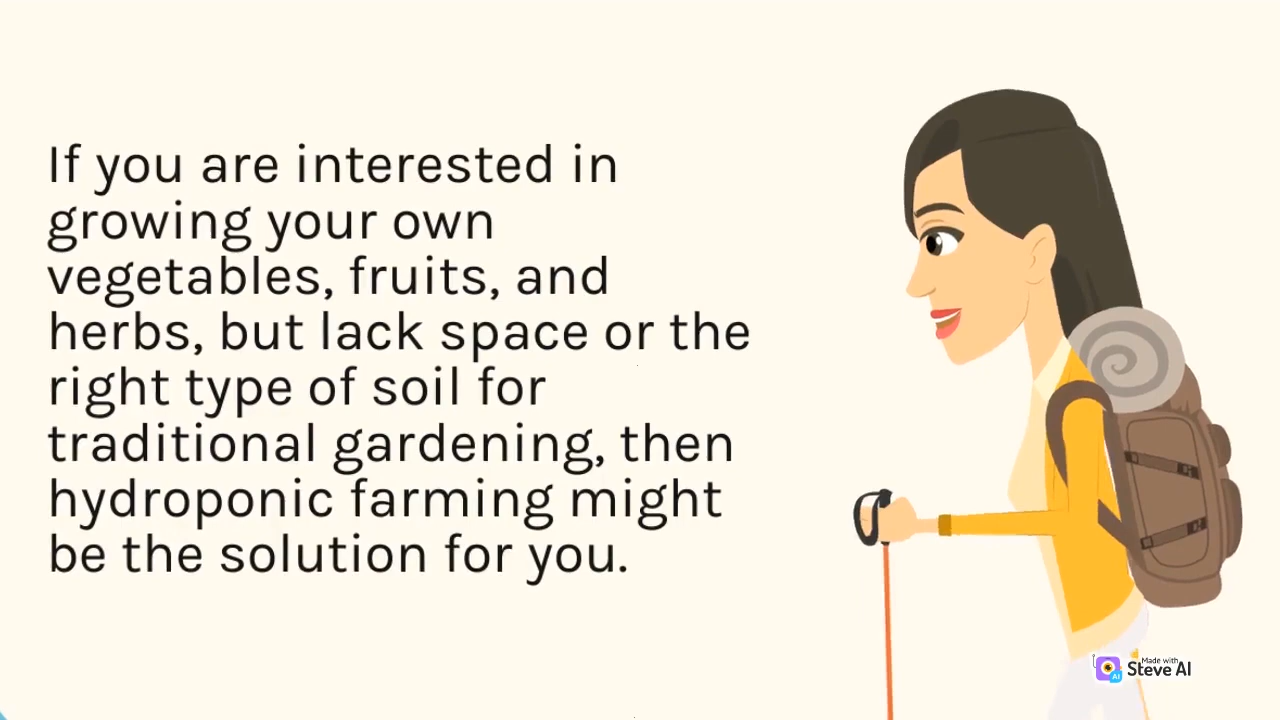 If you are interested in
growing your own
vegetables, fruits, and
herbs, but lack space or the
right type of soil for
traditional gardening, then
hydroponic farming might
be the solution for you.
Made with
Steve AI
AI